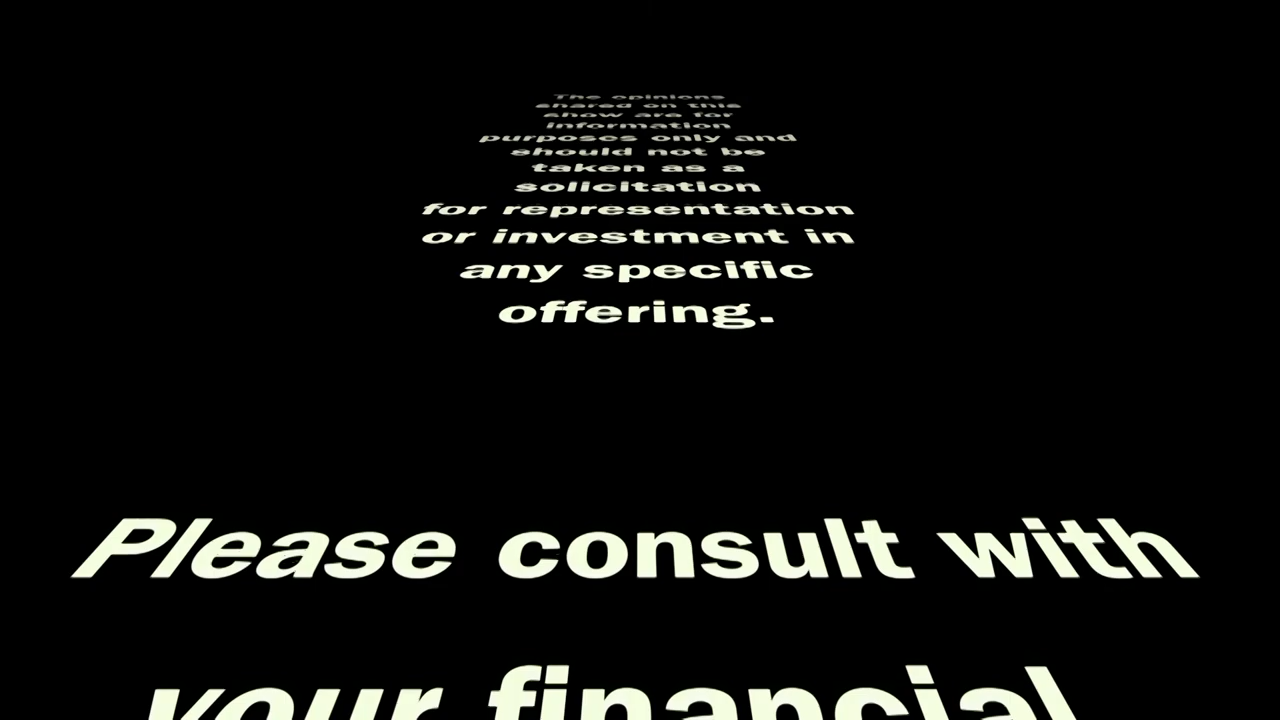 The opinions
shared on this
show are for
information
purposes only and
should not be
taken as a
solicitation
for representation
or investment in
any specific
offering.
Please consult with
your financial